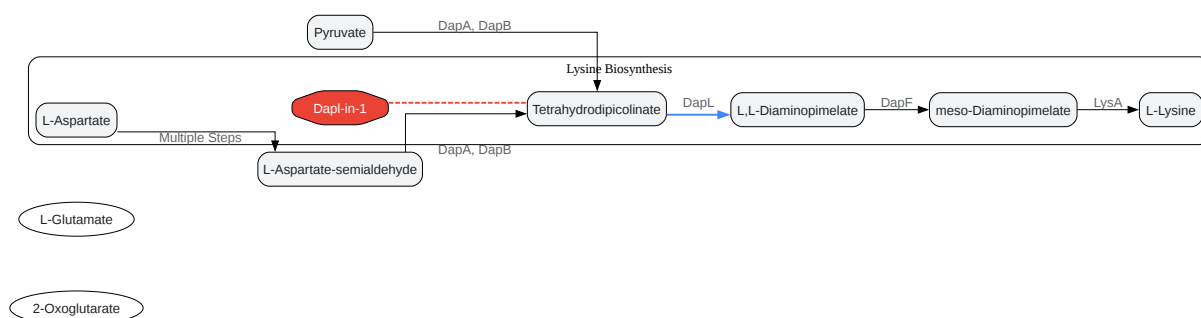 DapA, DapB
Pyruvate
Lysine Biosynthesis
Dapl-in-1
Tetrahydrodipicolinate
DapL
L,L-Diaminopimelate
DapF
meso-Diaminopimelate
LysA
L-Lysine
L-Aspartate
Multiple Steps
DapA, DapB
L-Aspartate-semialdehyde
L-Glutamate
2-Oxoglutarate